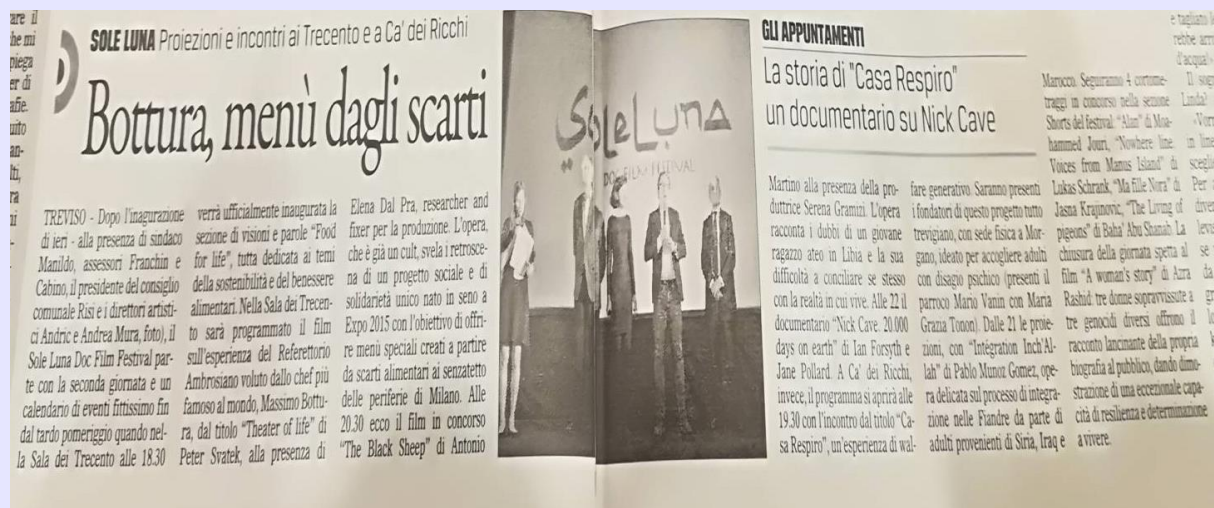 SOLE LUNA Proiezioni e incontri ai Trecento e a Ca' dei Ricchi
Bottura, menù dagli scarti
TREVISO - Dopo l'inagurazione
di ieri - alla presenza di sindaco
Manildo, assessori Franchin e
Cabino, il presidente del consiglio
comunale Risi e i direttori artisti-
ci Andric e Andrea Mura, foto), il
Sole Luna Doc Film Festival par-
te con la seconda giornata e un
calendario di eventi fittissimo fin
dal tardo pomeriggio quando nel-
la Sala dei Trecento alle 18.30
verrà ufficialmente inaugurata la
sezione di visioni e parole "Food
for life", tutta dedicata ai temi
della sostenibilità e del benessere
alimentari. Nella Sala dei Trecen-
to sarà programmato il film
sull'esperienza del Referettorio
Ambrosiano voluto dallo chef più
famoso al mondo, Massimo Bottu-
ra, dal titolo "Theater of life" di
Peter Svatek, alla presenza di
Elena Dal Pra, researcher and
fixer per la produzione. L'opera,
che è già un cult, svela i retrosce-
na di un progetto sociale e di
solidarietà unico nato in seno a
Expo 2015 con l'obiettivo di offri-
re menù speciali creati a partire
da scarti alimentari ai senzatetto
delle periferie di Milano. Alle
20.30 ecco il film in concorso
"The Black Sheep" di Antonio
SoleLuna
DOC FILM FESTIVAL
GLI APPUNTAMENTI
La storia di "Casa Respiro"
un documentario su Nick Cave
Martino alla presenza della pro-
duttrice Serena Gramizi. L'opera
racconta i dubbi di un giovane
ragazzo ateo in Libia e la sua
difficoltà a conciliare se stesso
con la realtà in cui vive. Alle 22 il
documentario "Nick Cave. 20.000
days on earth" di Ian Forsyth e
Jane Pollard. A Ca' dei Ricchi,
invece, il programma si aprirà alle
19.30 con l'incontro dal titolo "Ca-
sa Respiro", un'esperienza di wal-
fare generativo. Saranno presenti
i fondatori di questo progetto tutto
trevigiano, con sede fisica a Mor-
gano, ideato per accogliere adulti
con disagio psichico (presenti il
parroco Mario Vanin con Maria
Grazia Tonon). Dalle 21 le proie-
zioni, con "Intégration Inch'Al-
lah" di Pablo Munoz Gomez, ope-
ra delicata sul processo di integra-
zione nelle Fiandre da parte di
adulti provenienti di Siria, Iraq e
Marocco. Seguiranno 4 cortome-
traggi in concorso nella sezione
Shorts del festival: "Alan" di Moa-
hammed Jouri, "Nowhere line.
Voices from Manus Island" di
Lukas Schrank, "Ma fille Nora" di
Jasna Krajinovic, "The Living of
pigeons" di Baha' Abu Shanab. La
chiusura della giornata spetta al
film "A woman's story" di Azra
Rashid: tre donne sopravvissute a
tre genocidi diversi offrono il
racconto lancinante della propria
biografia al pubblico, dando dimo-
strazione di una eccezionale capa-
cità di resilienza e determinazione
a vivere.